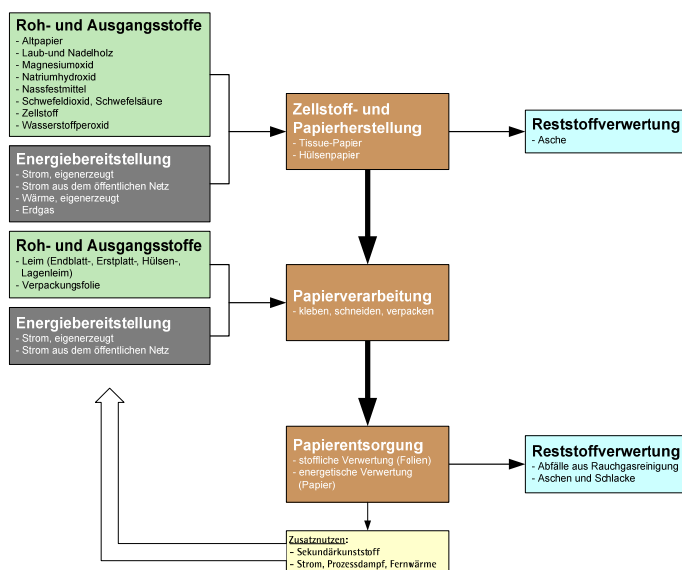 Roh- und Ausgangsstoffe
- Altpapier
- Laub-und Nadelholz
- Magnesiumoxid
- Natriumhydroxid
- Nassfestmittel
- Schwefeldioxid, Schwefelsäure
- Zellstoff
- Wasserstoffperoxid
Energiebereitstellung
- Strom, eigenerzeugt
- Strom aus dem öffentlichen Netz
- Wärme, eigenerzeugt
- Erdgas
Zellstoff- und
Papierherstellung
- Tissue-Papier
- Hülsenpapier
Reststoffverwertung
- Asche
Roh- und Ausgangsstoffe
- Leim (Endblatt-, Erstplatt-, Hülsen-,
Lagenleim)
- Verpackungsfolie
Energiebereitstellung
- Strom, eigenerzeugt
- Strom aus dem öffentlichen Netz
Papierverarbeitung
- kleben, schneiden, verpacken
Papierentsorgung
- stoffliche Verwertung (Folien)
- energetische Verwertung
(Papier)
Reststoffverwertung
- Abfälle aus Rauchgasreinigung
- Aschen und Schlacke
Zusatznutzen:
- Sekundärkunststoff
- Strom, Prozessdampf, Fernwärme